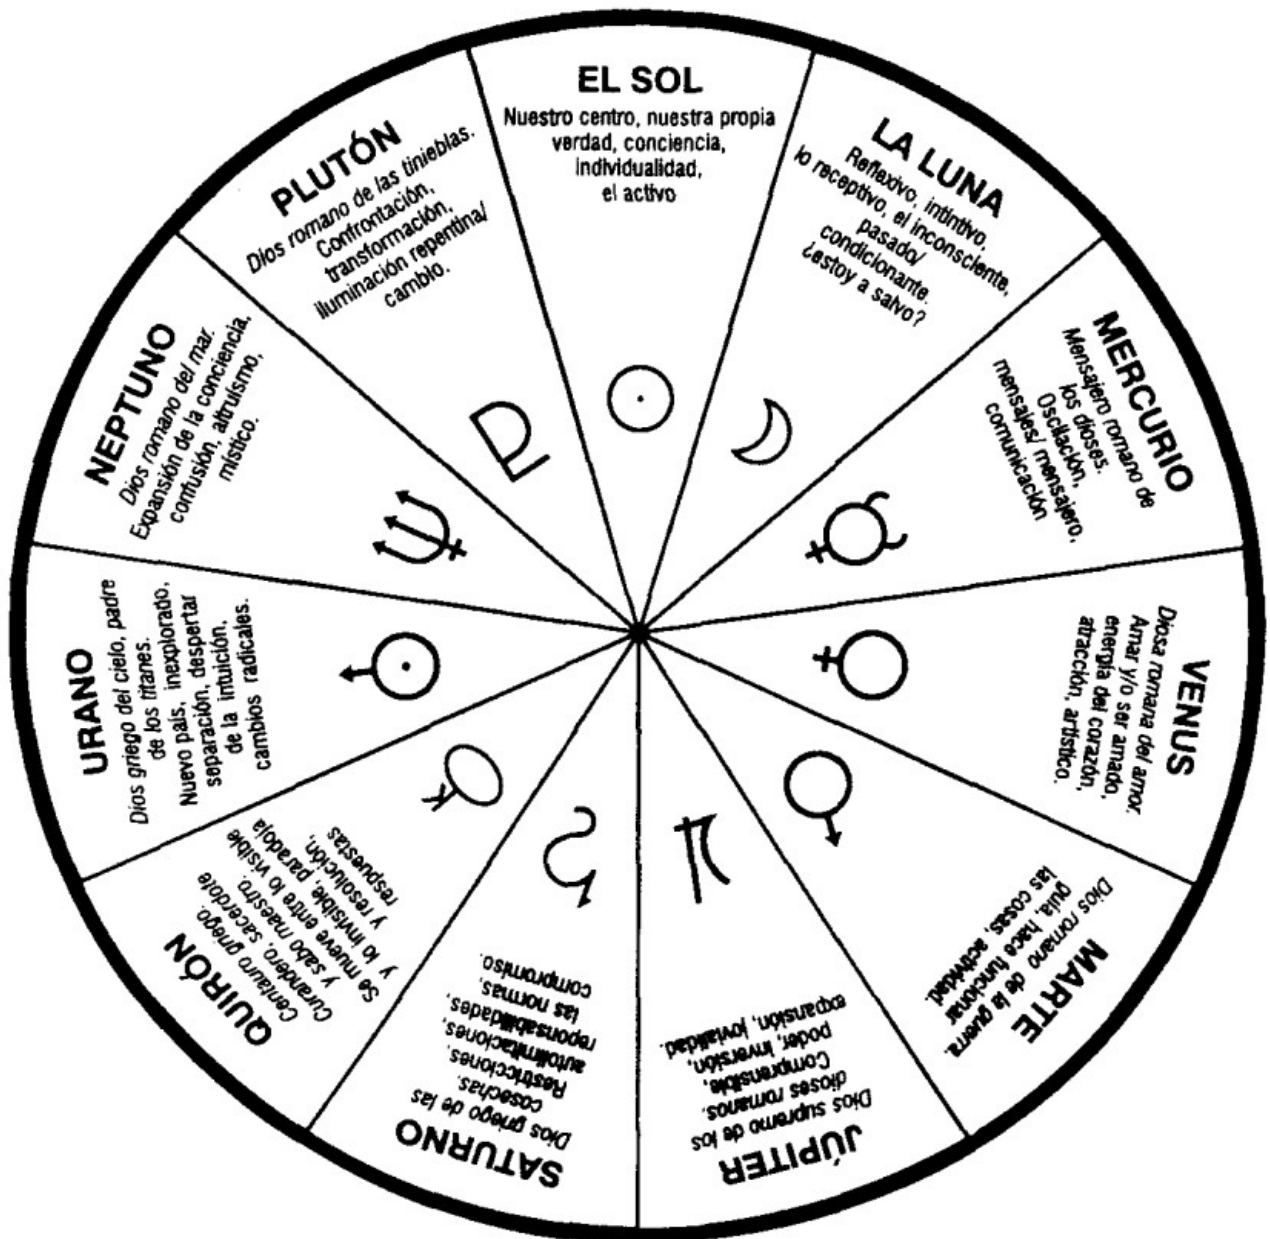 EL SOL
Nuestro centro, nuestra propia
verdad, conciencia,
individualidad,
el activo
LA LUNA
Reflexivo, intintivo,
lo receptivo, el inconsciente,
pasado/
condicionante.
¿estoy a salvo?
MERCURIO
Mensajero romano de
los dioses.
Oscilación,
mensajes/ mensajero,
comunicación
VENUS
Diosa romana del amor.
Amar y/o ser amado,
energía del corazón,
atracción, artístico.
MARTE
Dios romano de la guerra.
guía, hace funcionar
las cosas, actividad.
JÚPITER
Dios supremo de los
dioses romanos.
Comprensible,
poder, inversión,
expansión, jovialidad.
SATURNO
Dios griego de las
cosechas.
Restricciones,
autolimitaciones,
reponsabilidades
las normas,
compromiso.
QUIRÓN
Centauro griego.
Curandero, sacerdote
y sabo maestro.
Se mueve entre lo visible
y lo invisible, paradoja
y resolución,
respuestas
URANO
Dios griego del cielo, padre
de los titanes.
Nuevo país, inexplorado,
separación, despertar
de la intuición,
cambios radicales.
NEPTUNO
Dios romano del mar.
Expansión de la conciencia,
confusión, altruismo,
místico.
PLUTÓN
Dios romano de las tinieblas.
Confrontación,
transformación,
iluminación repentina/
cambio.